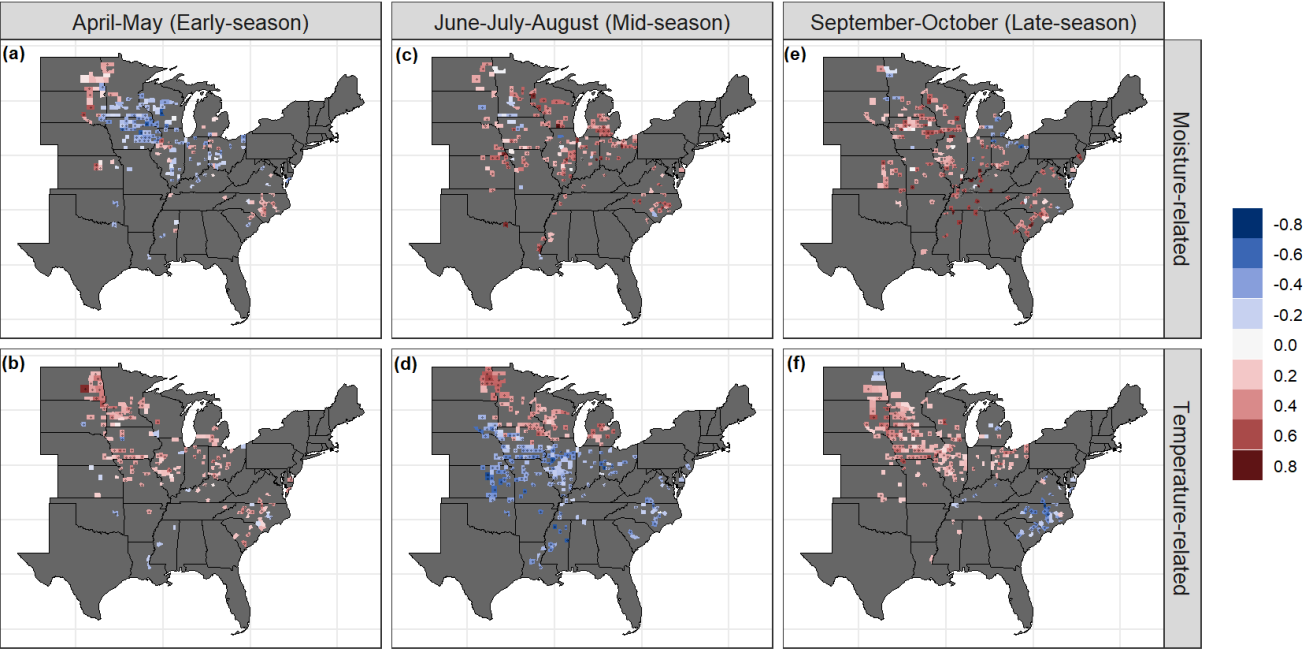 April-May (Early-season)
June-July-August (Mid-season)
September-October (Late-season)
(a)
(c)
(e)
Moisture-related
(b)
(d)
(f)
Temperature-related
-0.8
-0.6
-0.4
-0.2
0.0
0.2
0.4
0.6
0.8